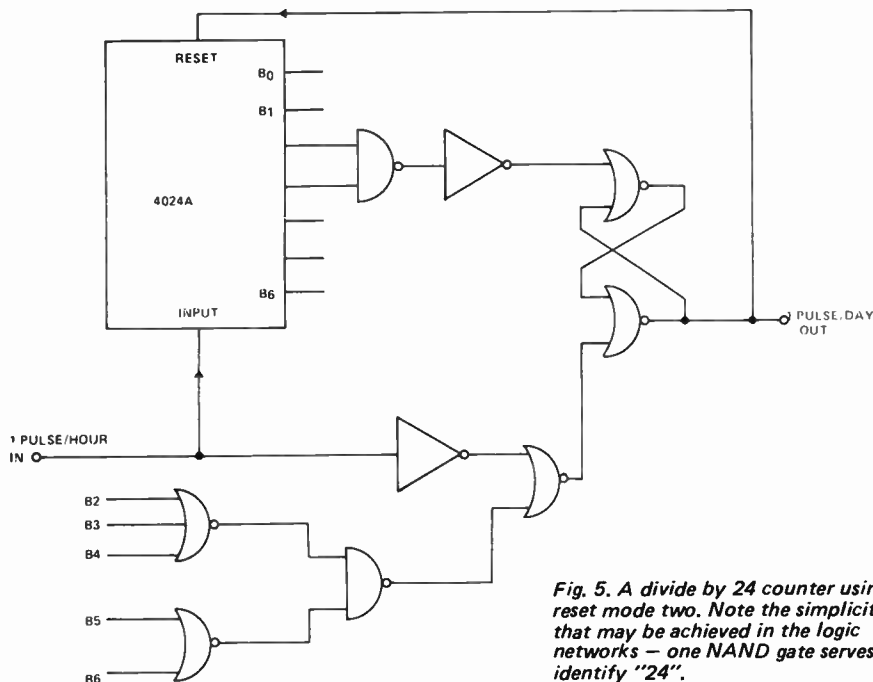 RESET
B0
B1
4024A
B6
INPUT
1 PULSE/HOUR
IN
PULSE/DAY
OUT
B2
B3
B4
B5
B6
Fig. 5. A divide by 24 counter usin
reset mode two. Note the simplicit
that may be achieved in the logic
networks – one NAND gate serves
identify "24".